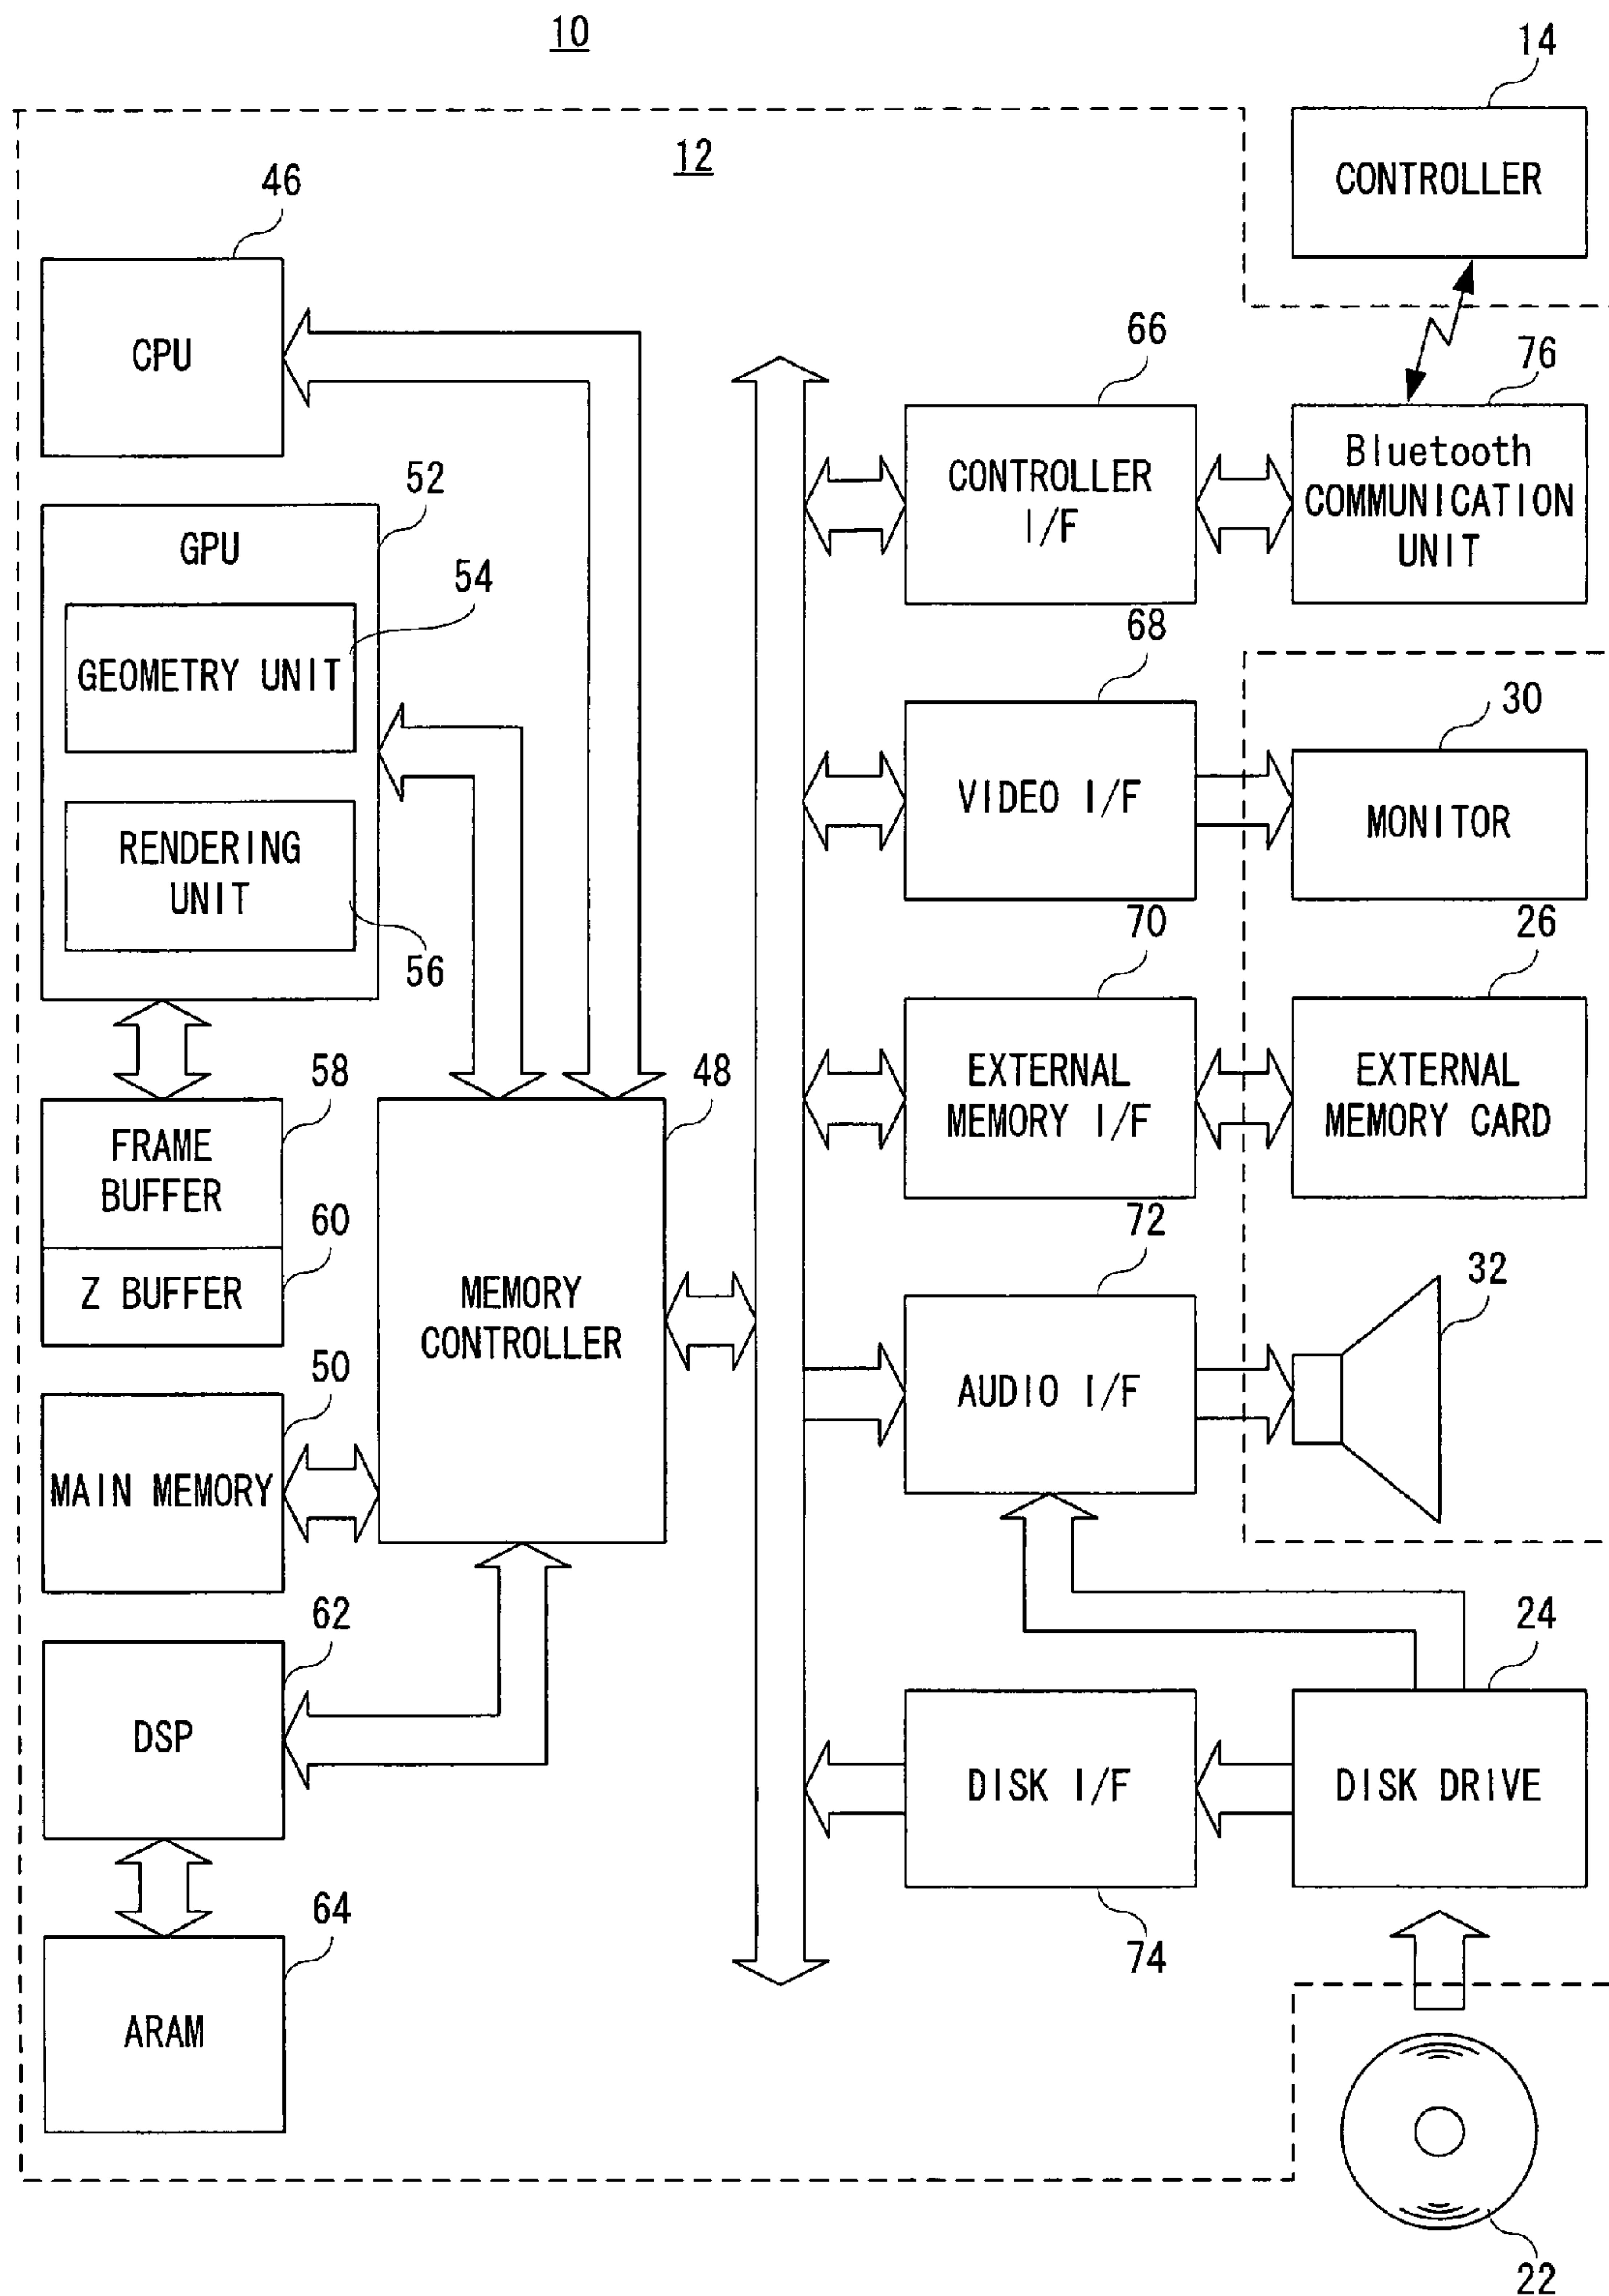 10
14
CONTROLLER
12
46
CPU
66
76
CONTROLLER
I/F
Bluetooth
COMMUNICATION
UNIT
52
GPU
54
GEOMETRY UNIT
RENDERING
UNIT
56
68
VIDEO I/F
30
MONITOR
70
EXTERNAL
MEMORY I/F
26
EXTERNAL
MEMORY CARD
58
FRAME
BUFFER
60
Z BUFFER
48
MEMORY
CONTROLLER
72
AUDIO I/F
32
50
MAIN MEMORY
62
DSP
24
DISK DRIVE
DISK I/F
74
64
ARAM
22